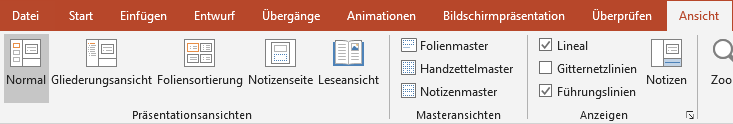 Datei Start Einfügen Entwurf Übergänge Animationen Bildschirmpräsentation Überprüfen Ansicht
Normal Gliederungsansicht Foliensortierung Notizenseite Leseansicht
Präsentationsansichten
Folienmaster
Handzettelmaster
Notizenmaster
Masteransichten
Lineal
Gitternetzlinien
Führungslinien
Notizen
Anzeigen
Zoo